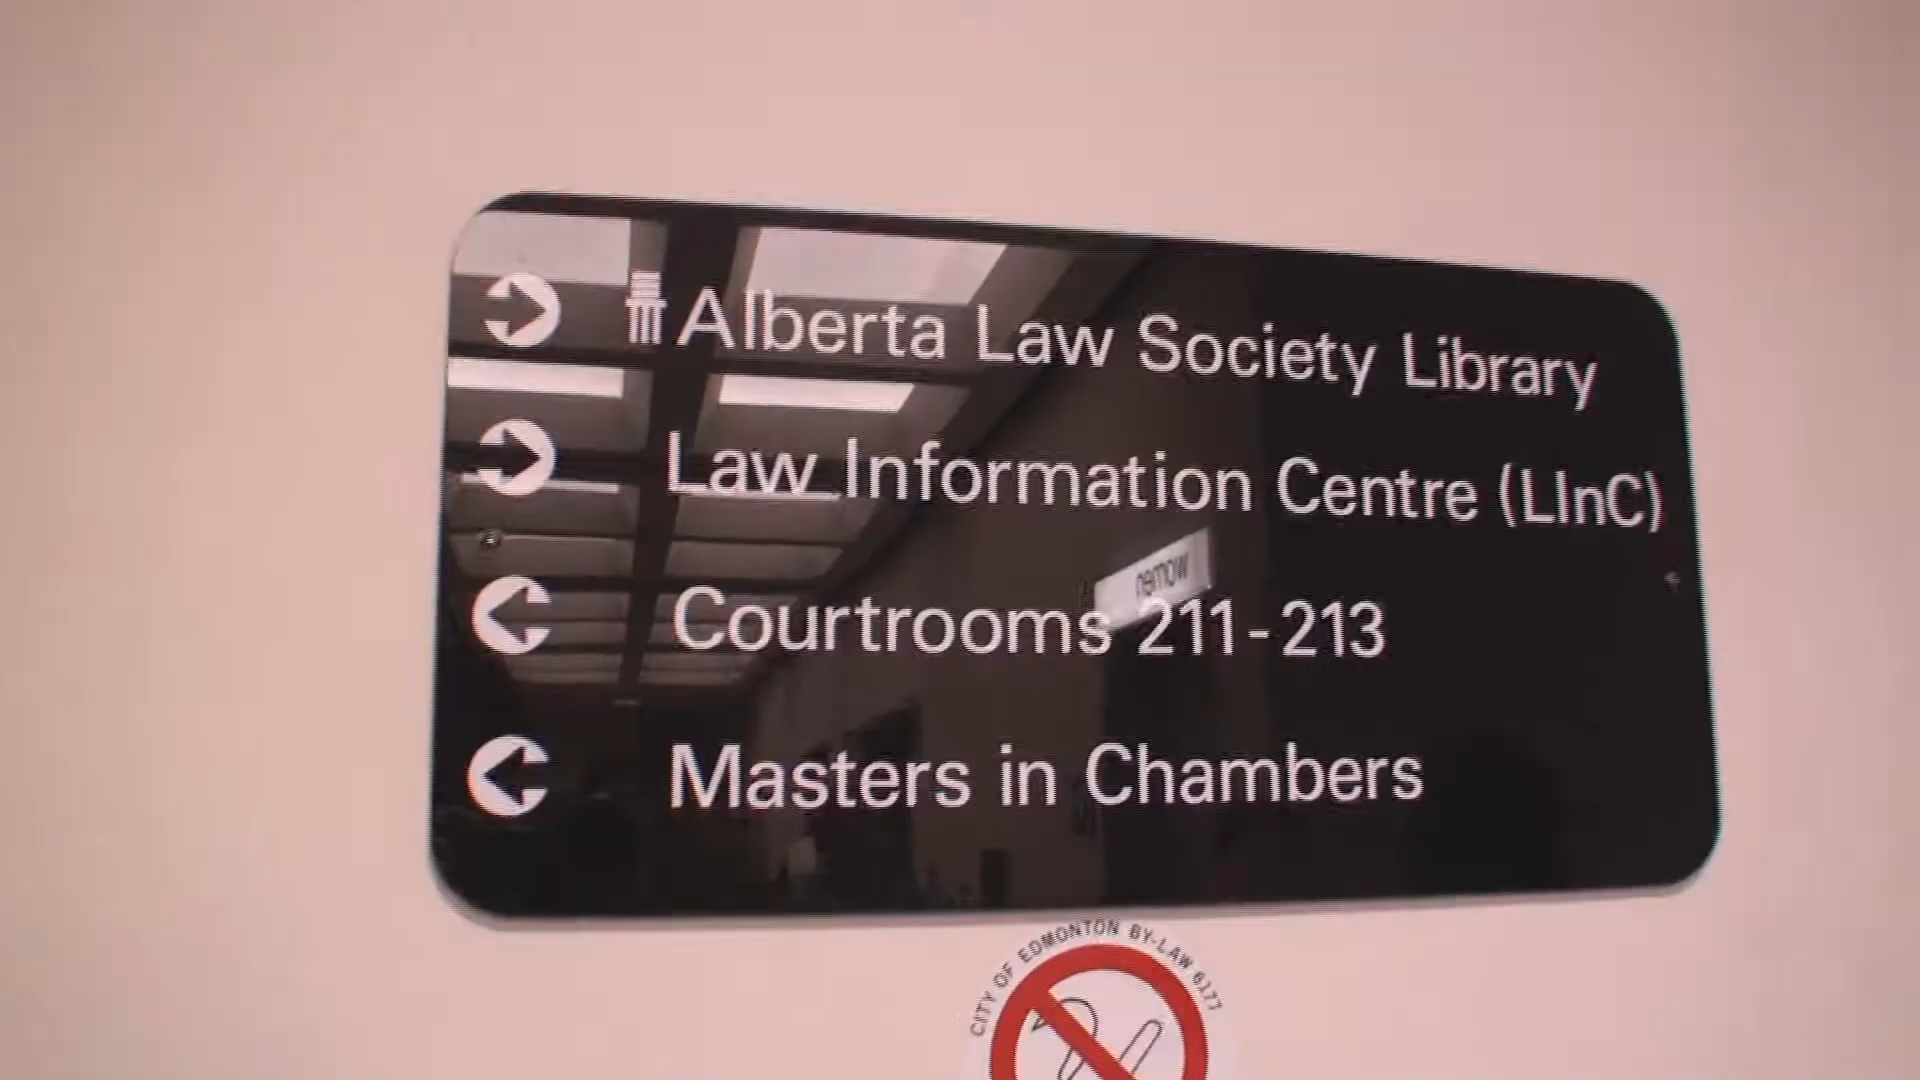 Alberta Law Society Library
Law Information Centre (LInC)
women
Courtrooms 211-213
Masters in Chambers
CITY OF EDMONTON BY-LAW 6177